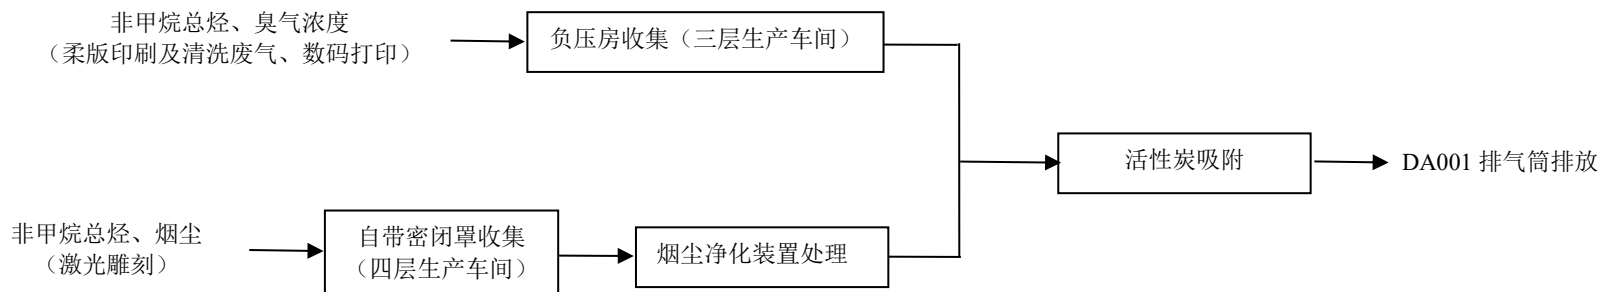 非甲烷总烃、臭气浓度
（柔版印刷及清洗废气、数码打印）
负压房收集（三层生产车间）
活性炭吸附
DA001 排气筒排放
非甲烷总烃、烟尘
（激光雕刻）
自带密闭罩收集
（四层生产车间）
烟尘净化装置处理